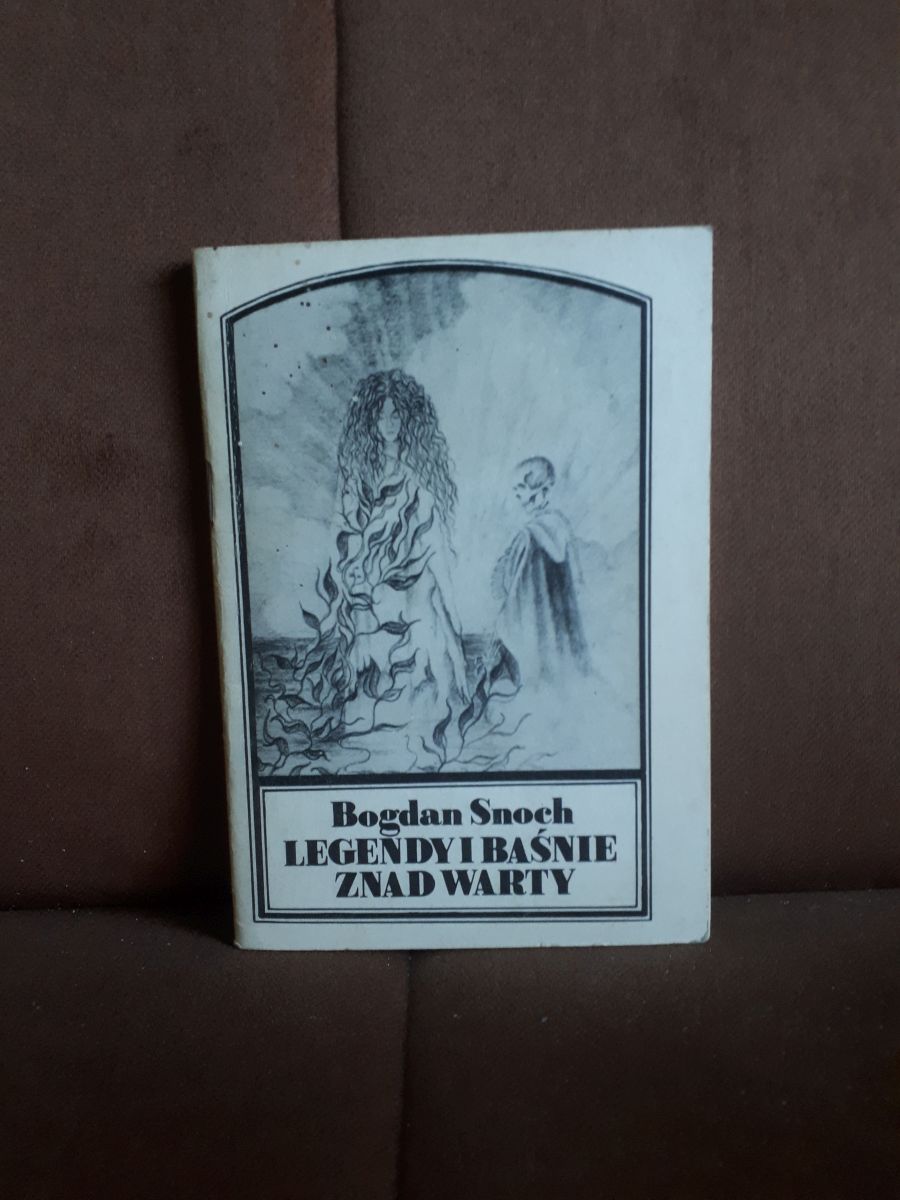 Bogdan Snoch
LEGENDY I BAŚNIE
ZNAD WARTY